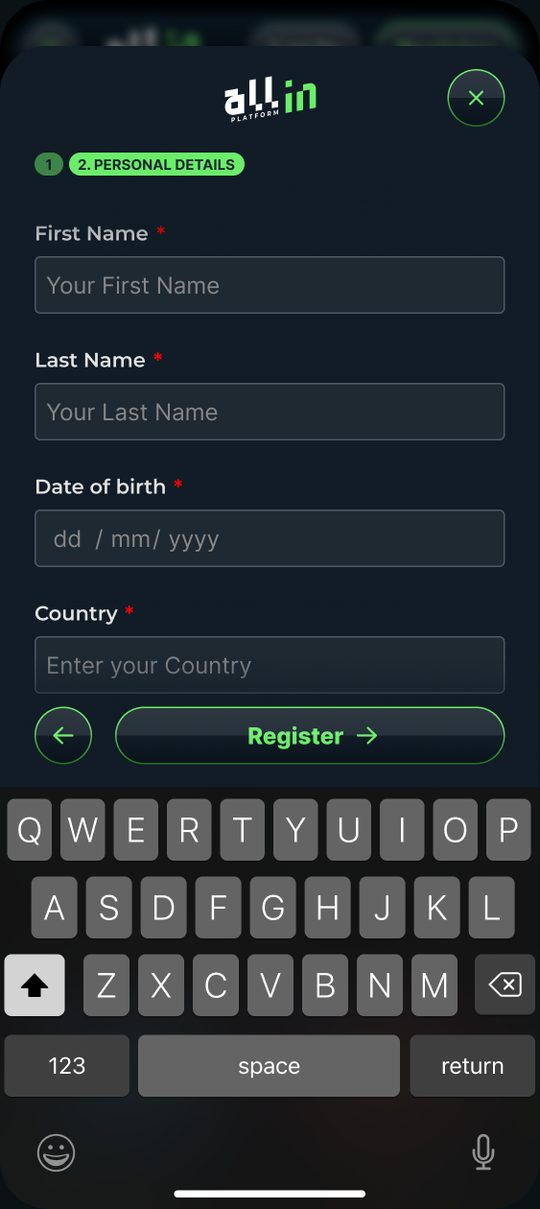 all in
PLATFORM
1 2. PERSONAL DETAILS
First Name *
Your First Name
Last Name *
Your Last Name
Date of birth *
dd / mm/ yyyy
Country *
Enter your Country
Register
Q W E R T Y U I O P
A S D F G H J K L
Z X C V B N M
123 space return